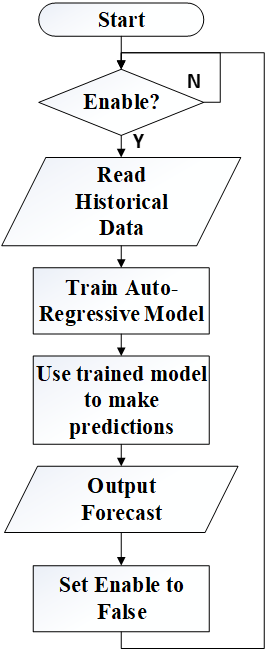 Start
Enable?
N
Y
Read
Historical
Data
Train Auto-
Regressive Model
Use trained model
to make
predictions
Output
Forecast
Set Enable to
False